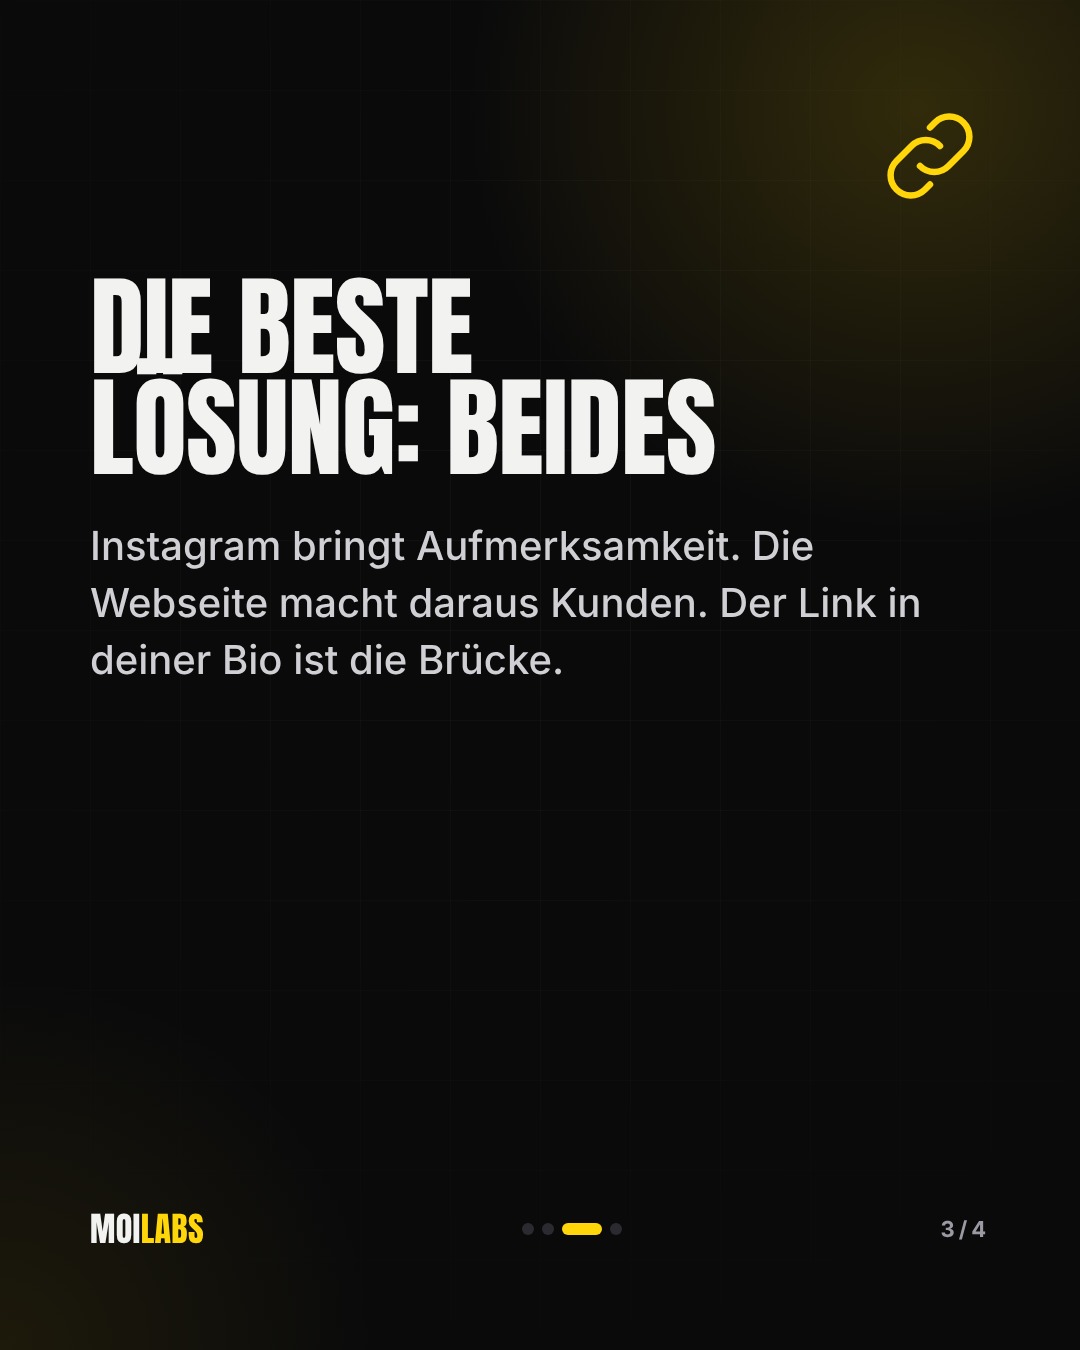 DIE BESTE
LÖSUNG: BEIDES
Instagram bringt Aufmerksamkeit. Die
Webseite macht daraus Kunden. Der Link in
deiner Bio ist die Brücke.
MOILABS
3 / 4